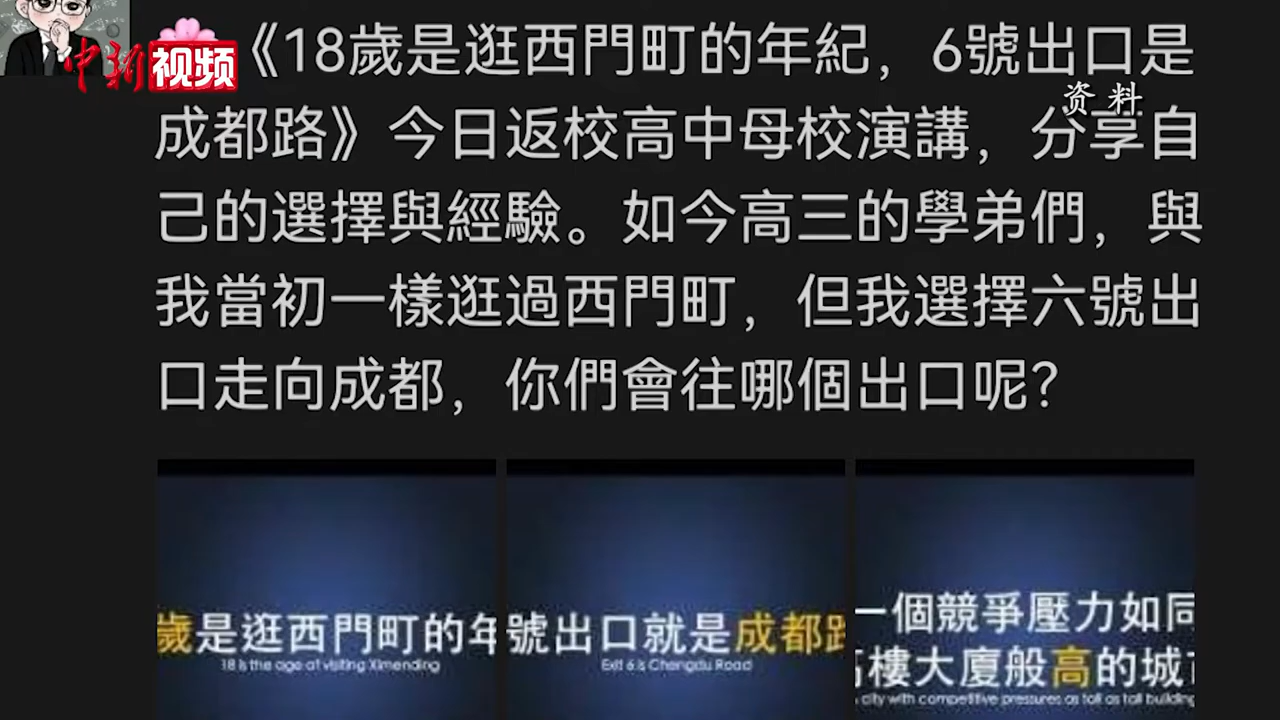 中新视频
资料
《18歲是逛西門町的年紀，6號出口是
成都路》今日返校高中母校演講，分享自
己的選擇與經驗。如今高三的學弟們，與
我當初一樣逛過西門町，但我選擇六號出
口走向成都，你們會往哪個出口呢？
歲是逛西門町的年
18 is the age of visiting Ximending
號出口就是成都路
Exit 6 is Chengdu Road
一個競爭壓力如同
高樓大廈般高的城市
city with competitive pressures as tall as tall building